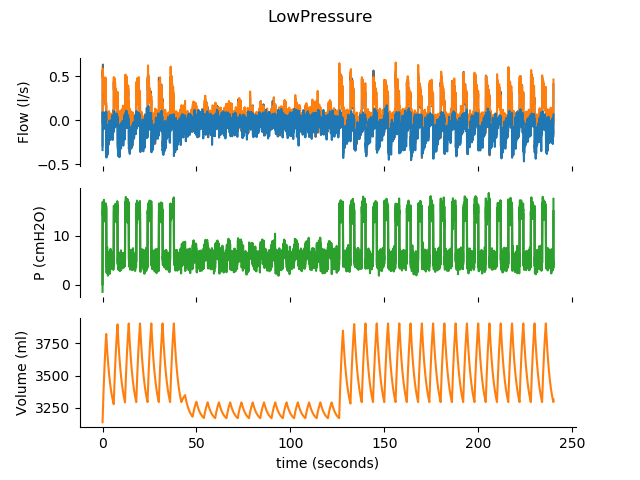 LowPressure
Flow (l/s)
0.5
0.0
−0.5
P (cmH2O)
10
0
Volume (ml)
3750
3500
3250
0 50 100 150 200 250
time (seconds)